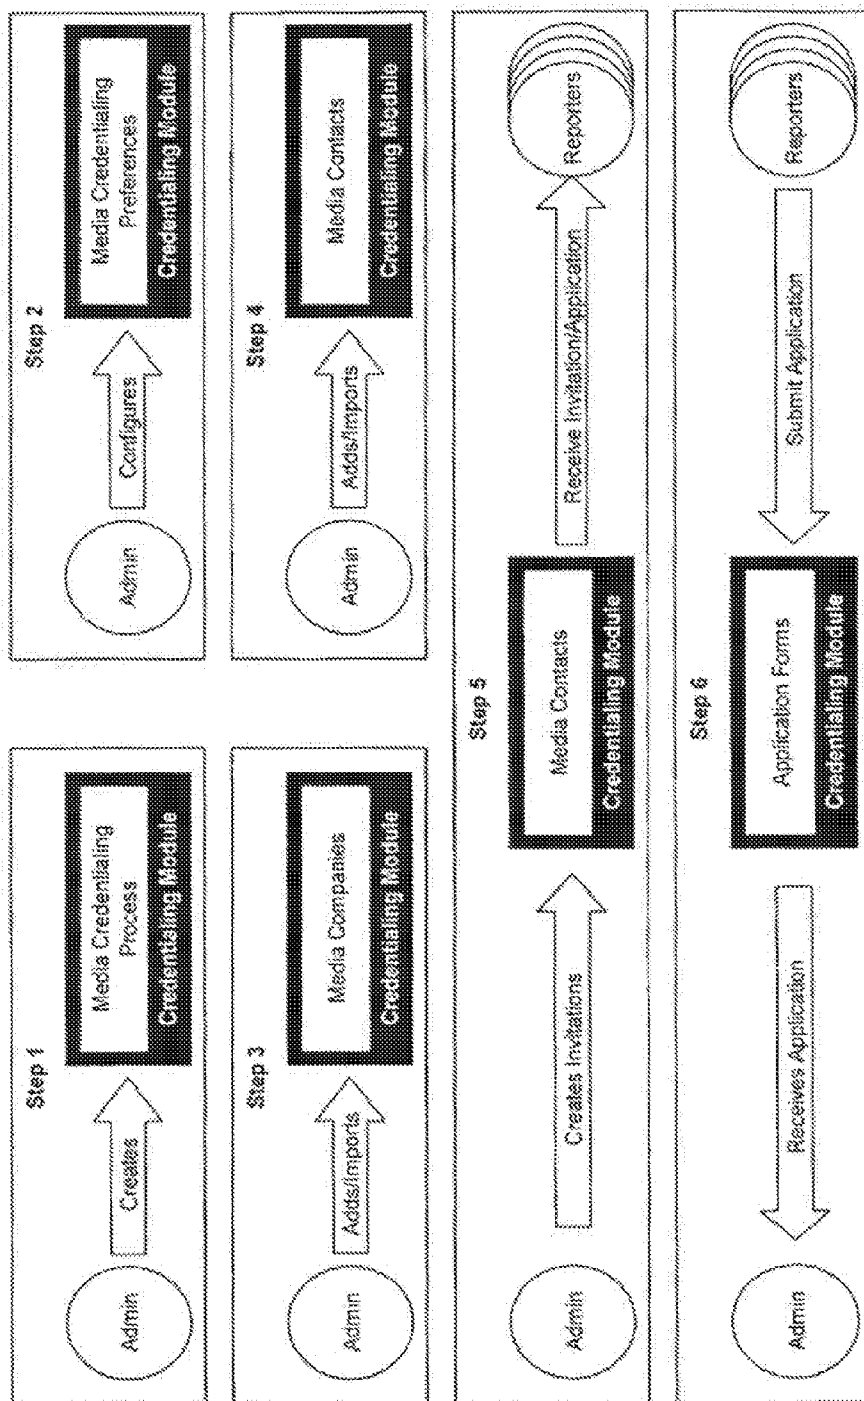 Step 1
Admin
Creates
Media Credentialing
Process
Credentialing Module
Step 2
Admin
Configures
Media Credentialing
Preferences
Credentialing Module
Step 3
Admin
Adds/Imports
Media Companies
Credentialing Module
Step 4
Admin
Adds/Imports
Media Contacts
Credentialing Module
Step 5
Admin
Creates Invitations
Media Contacts
Credentialing Module
Receive Invitation/Application
Reporters
Step 6
Admin
Receives Application
Application Forms
Credentialing Module
Submit Application
Reporters